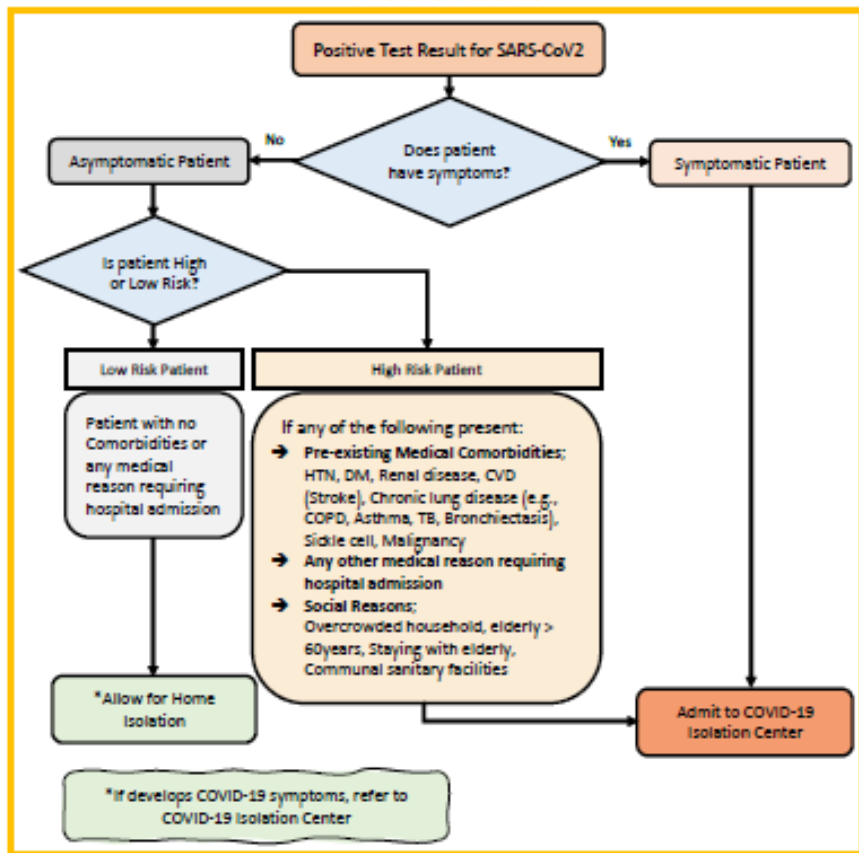 Positive Test Result for SARS-CoV2
Does patient
have symptoms?
No
Yes
Asymptomatic Patient
Symptomatic Patient
Is patient High
or Low Risk?
Low Risk Patient
High Risk Patient
Patient with no
Comorbidities or
any medical
reason requiring
hospital admission
If any of the following present:
➔ Pre-existing Medical Comorbidities;
HTN, DM, Renal disease, CVD
(Stroke), Chronic lung disease (e.g.,
COPD, Asthma, TB, Bronchiectasis),
Sickle cell, Malignancy
➔ Any other medical reason requiring
hospital admission
➔ Social Reasons;
Overcrowded household, elderly >
60years, Staying with elderly,
Communal sanitary facilities
*Allow for Home
Isolation
Admit to COVID-19
Isolation Center
*If develops COVID-19 symptoms, refer to
COVID-19 Isolation Center